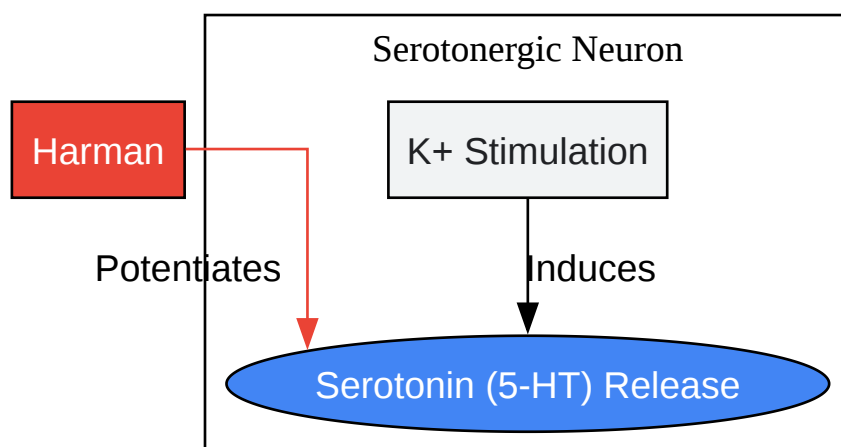 Serotonergic Neuron
Harman
K+ Stimulation
Potentiates
Induces
Serotonin (5-HT) Release